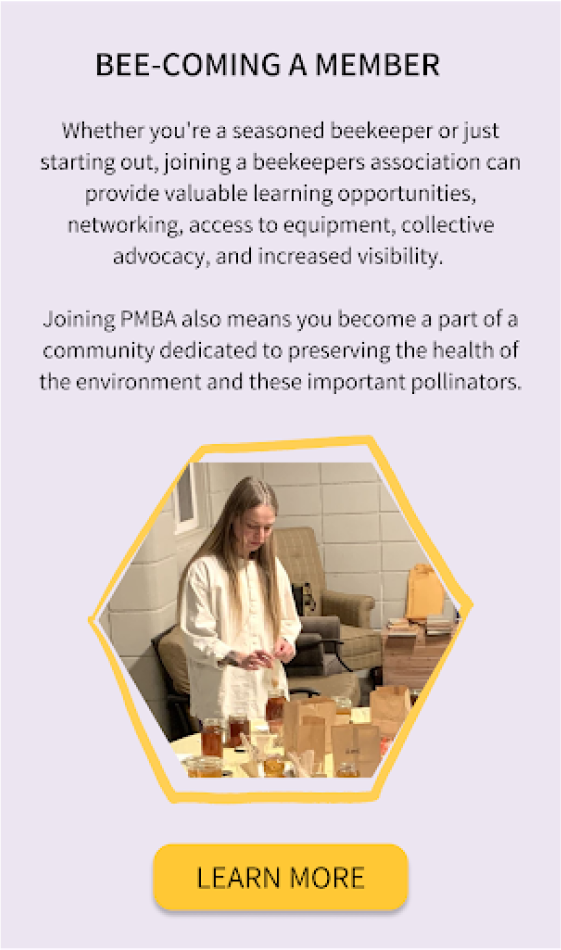 BEE-COMING A MEMBER
Whether you're a seasoned beekeeper or just
starting out, joining a beekeepers association can
provide valuable learning opportunities,
networking, access to equipment, collective
advocacy, and increased visibility.
Joining PMBA also means you become a part of a
community dedicated to preserving the health of
the environment and these important pollinators.
LEARN MORE